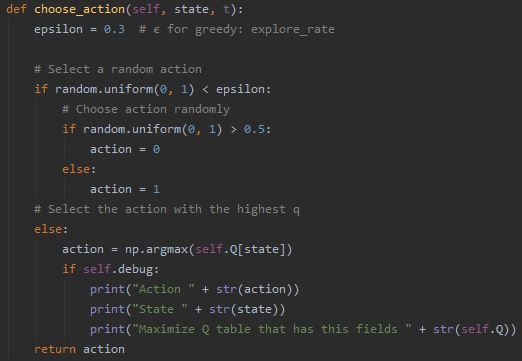 def choose_action(self, state, t):
    epsilon = 0.3  # ϵ for greedy: explore_rate

    # Select a random action
    if random.uniform(0, 1) < epsilon:
        # Choose action randomly
        if random.uniform(0, 1) > 0.5:
            action = 0
        else:
            action = 1
    # Select the action with the highest q
    else:
        action = np.argmax(self.Q[state])
        if self.debug:
            print("Action " + str(action))
            print("State " + str(state))
            print("Maximize Q table that has this fields " + str(self.Q))
    return action